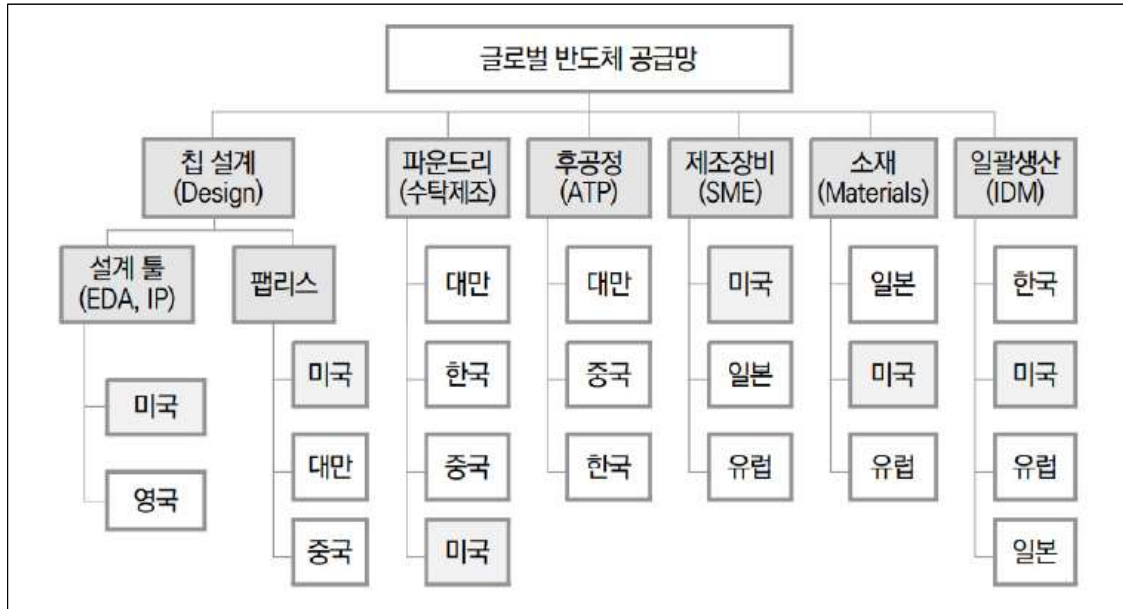 글로벌 반도체 공급망
칩 설계
(Design)
파운드리
(수탁제조)
후공정
(ATP)
제조장비
(SME)
소재
(Materials)
일괄생산
(IDM)
설계 툴
(EDA, IP)
팹리스
미국
영국
미국
대만
중국
대만
한국
중국
미국
대만
중국
한국
미국
일본
유럽
일본
미국
유럽
한국
미국
유럽
일본